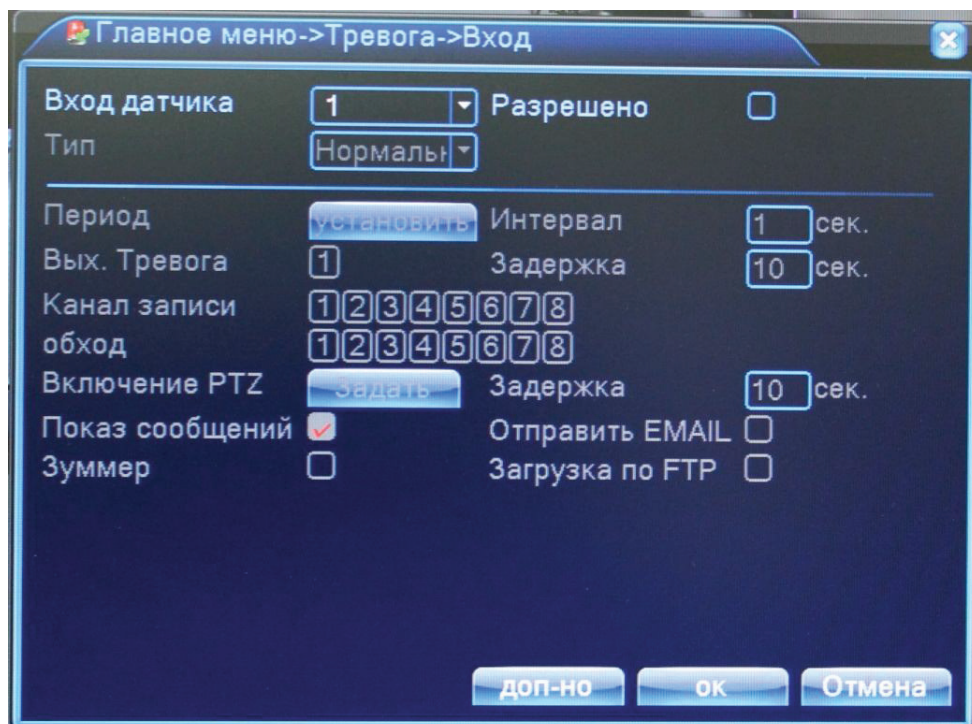 Главное меню->Тревога->Вход
Вход датчика 1 Разрешено
Тип Нормальн
Период установить Интервал 1 сек.
Вых. Тревога 1 Задержка 10 сек.
Канал записи 1 2 3 4 5 6 7 8
обход 1 2 3 4 5 6 7 8
Включение PTZ Задать Задержка 10 сек.
Показ сообщений Отправить EMAIL
Зуммер Загрузка по FTP
доп-но ок Отмена